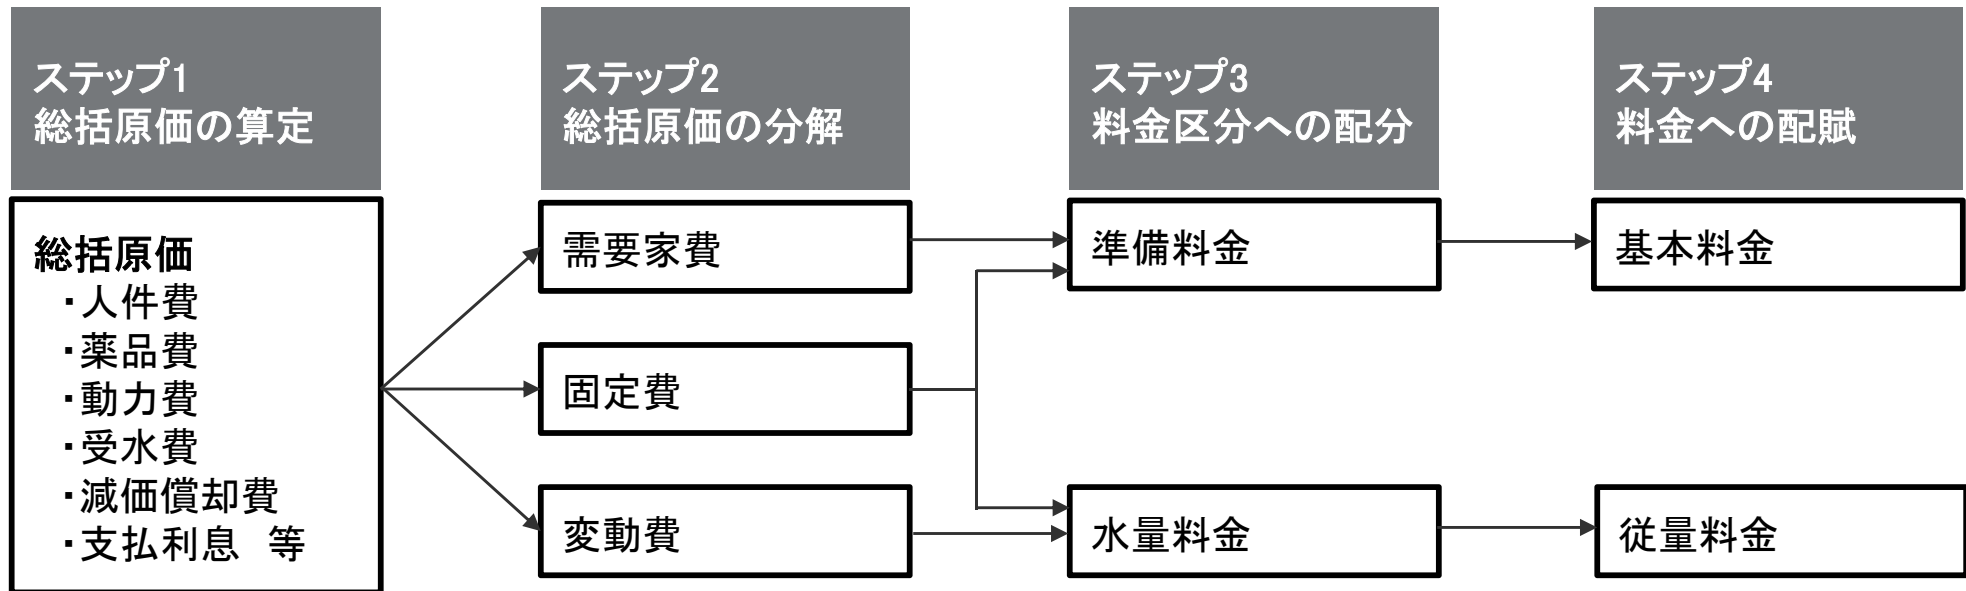 ステップ1
総括原価の算定
ステップ2
総括原価の分解
ステップ3
料金区分への配分
ステップ4
料金への配賦
総括原価
・人件費
・薬品費
・動力費
・受水費
・減価償却費
・支払利息　等
需要家費
固定費
変動費
準備料金
水量料金
基本料金
従量料金